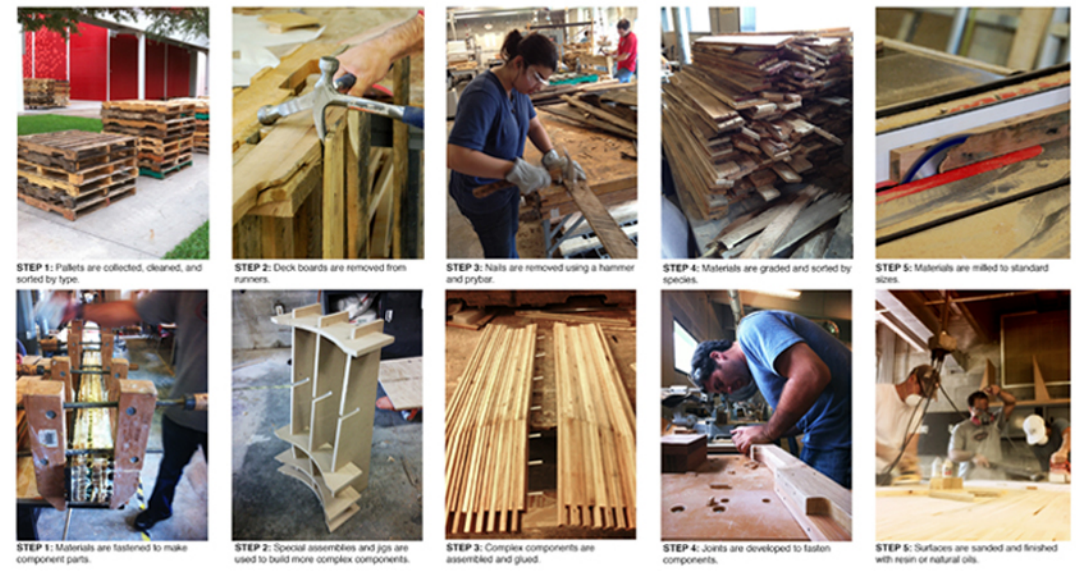 STEP 1: Pallets are collected, cleaned, and
sorted by type.
STEP 2: Deck boards are removed from
runners.
STEP 3: Nails are removed using a hammer
and prybar.
STEP 4: Materials are graded and sorted by
species.
STEP 5: Materials are milled to standard
sizes.
STEP 1: Materials are fastened to make
component parts.
STEP 2: Special assemblies and jigs are
used to build more complex components.
STEP 3: Complex components are
assembled and glued.
STEP 4: Joints are developed to fasten
components.
STEP 5: Surfaces are sanded and finished
with resin or natural oils.